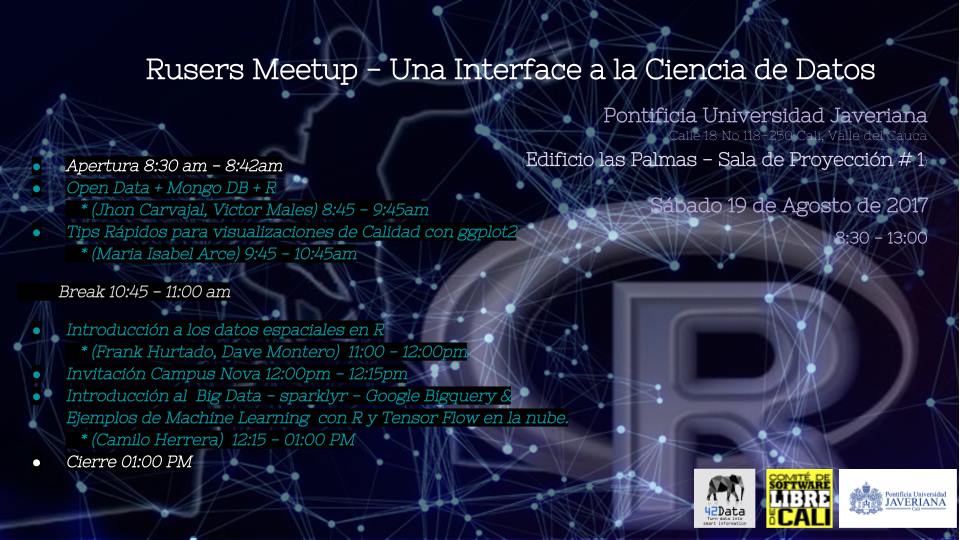 Rusers Meetup - Una Interface a la Ciencia de Datos
Pontificia Universidad Javeriana
Calle 18 No 118-250 Cali, Valle del Cauca
Edificio las Palmas - Sala de Proyección # 1
Sábado 19 de Agosto de 2017
8:30 - 13:00
● Apertura 8:30 am - 8:42am
● Open Data + Mongo DB + R
* (Jhon Carvajal, Victor Males) 8:45 - 9:45am
● Tips Rápidos para visualizaciones de Calidad con ggplot2
* (Maria Isabel Arce) 9:45 - 10:45am
Break 10:45 - 11:00 am
● Introducción a los datos espaciales en R
* (Frank Hurtado, Dave Montero) 11:00 - 12:00pm
● Invitación Campus Nova 12:00pm - 12:15pm
● Introducción al Big Data - sparklyr - Google Bigquery &
Ejemplos de Machine Learning con R y Tensor Flow en la nube.
* (Camilo Herrera) 12:15 - 01:00 PM
● Cierre 01:00 PM
R
42Data
Turn data into
smart information
COMITÉ DE
SOFTWARE
LIBRE
DE CALI
Pontificia Universidad
JAVERIANA
Cali